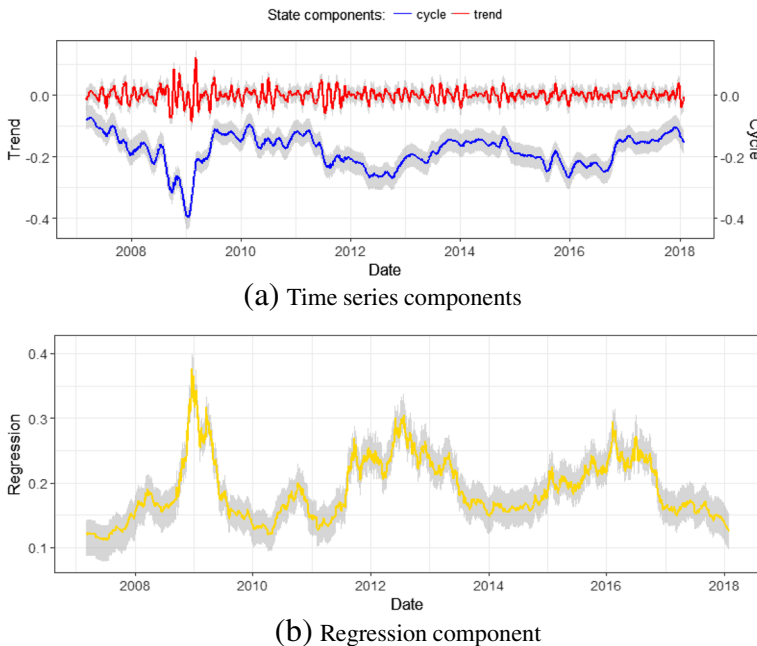 State components: cycle trend
0.0
-0.2
-0.4
Trend
0.0
-0.2
-0.4
Cycle
2008 2010 2012 2014 2016 2018
Date
(a) Time series components
0.4
0.3
0.2
0.1
Regression
2008 2010 2012 2014 2016 2018
Date
(b) Regression component